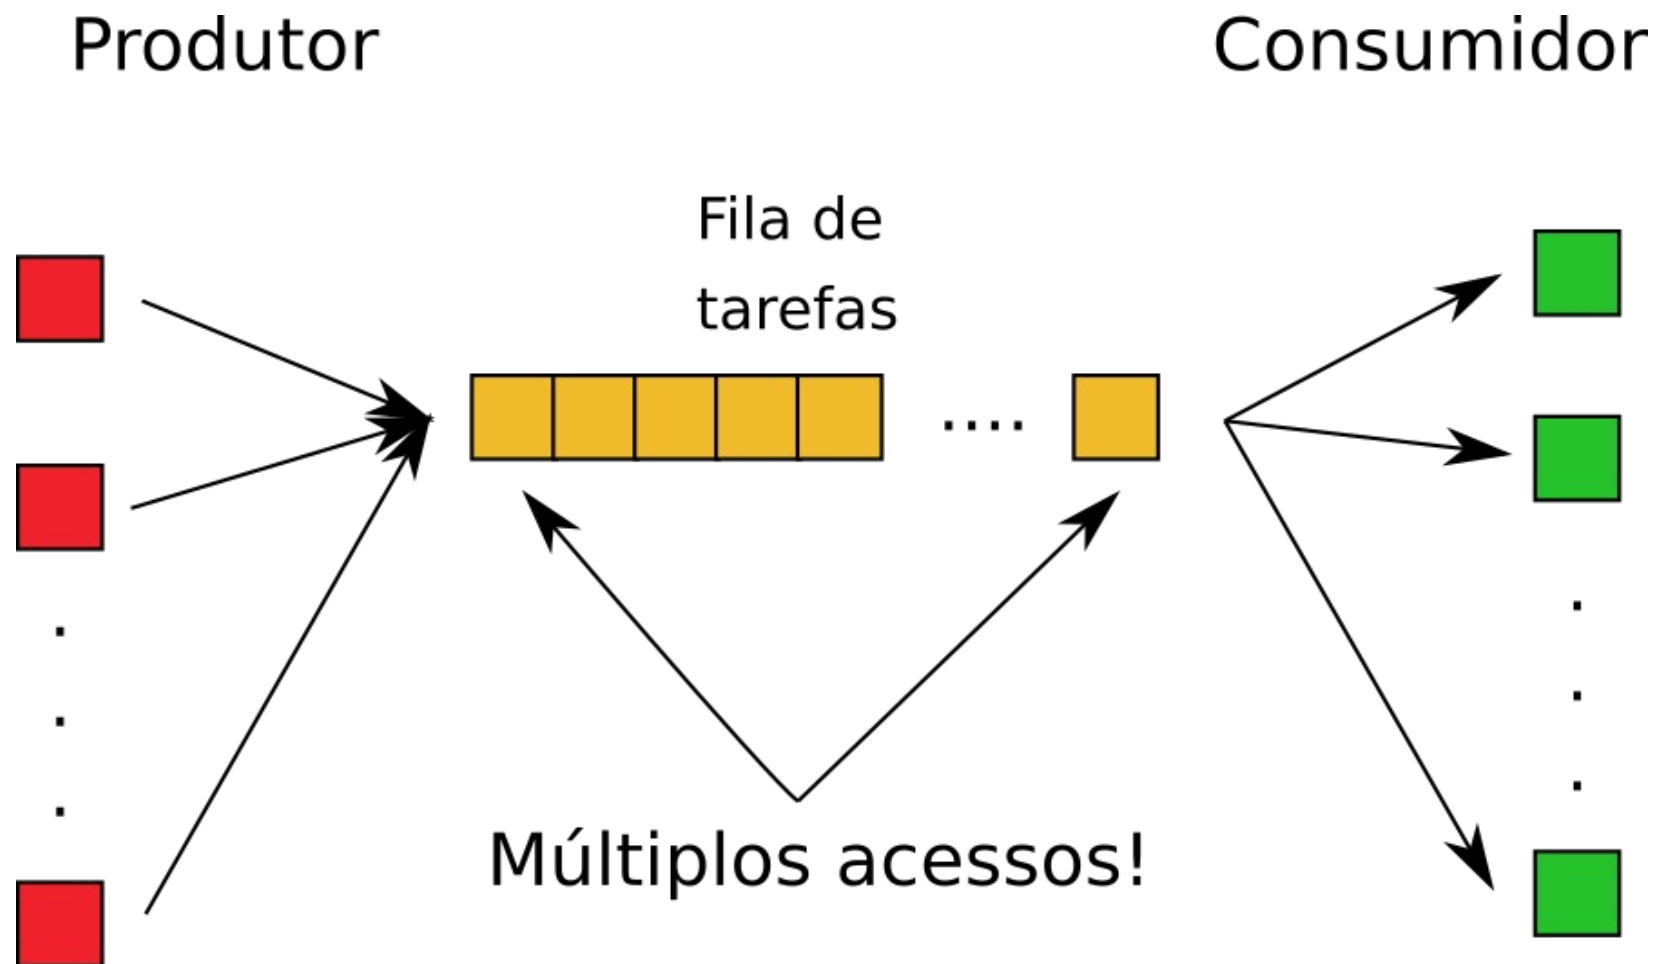 Produtor
Consumidor
Fila de
tarefas
....
Múltiplos acessos!